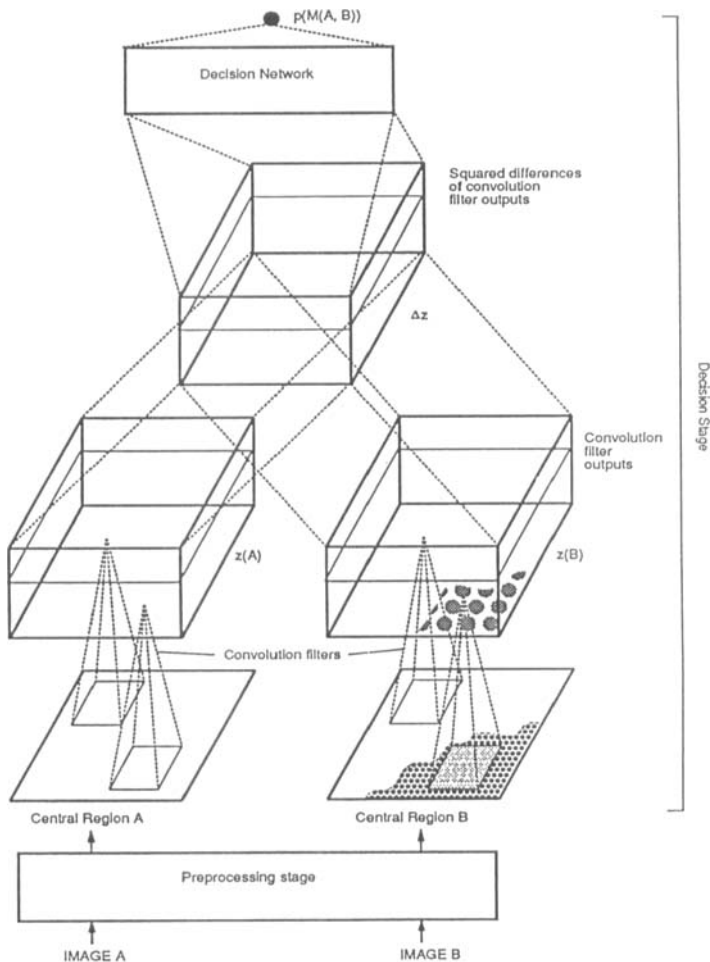 p(M(A, B))
Decision Network
Squared differences
of convolution
filter outputs
Δz
Decision Stage
Convolution
filter
outputs
z(A)
z(B)
Convolution filters
Central Region A
Central Region B
Preprocessing stage
IMAGE A
IMAGE B